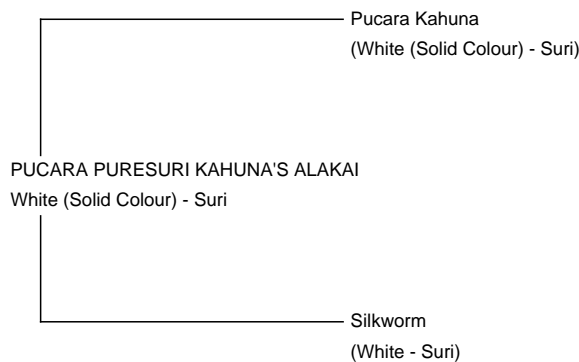 Pucara Kahuna
(White (Solid Colour) - Suri)
PUCARA PURESURI KAHUNA'S ALAKAI
White (Solid Colour) - Suri
Silkworm
(White - Suri)